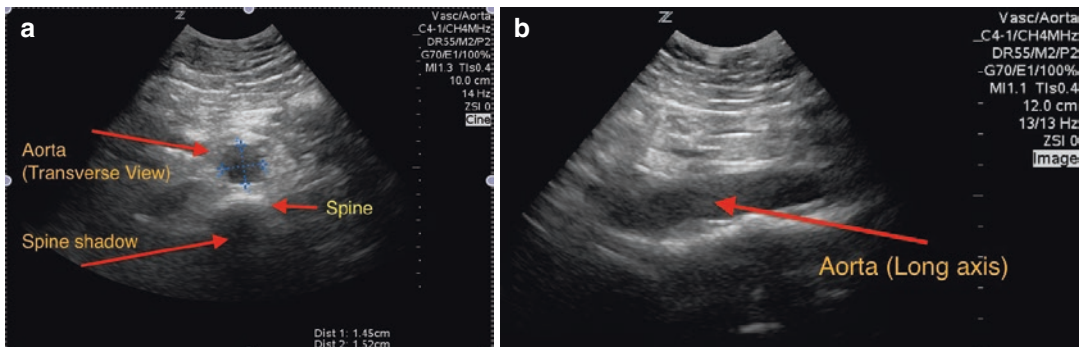 a
Z
Vasc/Aorta
_C4-1/CH4MHz
DR55/M2/P2
G70/E1/100%
MI1.3 TIs0.4
10.0 cm
14 Hz
ZSI 0
Cine
Aorta
(Transverse View)
Spine
Spine shadow
Dist 1: 1.45cm
Dist 2: 1.52cm
b
Z
Vasc/Aorta
_C4-1/CH4MHz
DR55/M2/P2
-G70/E1/100%
MI1.1 TIs0.4
12.0 cm
13/13 Hz
ZSI 0
Image
Aorta (Long axis)